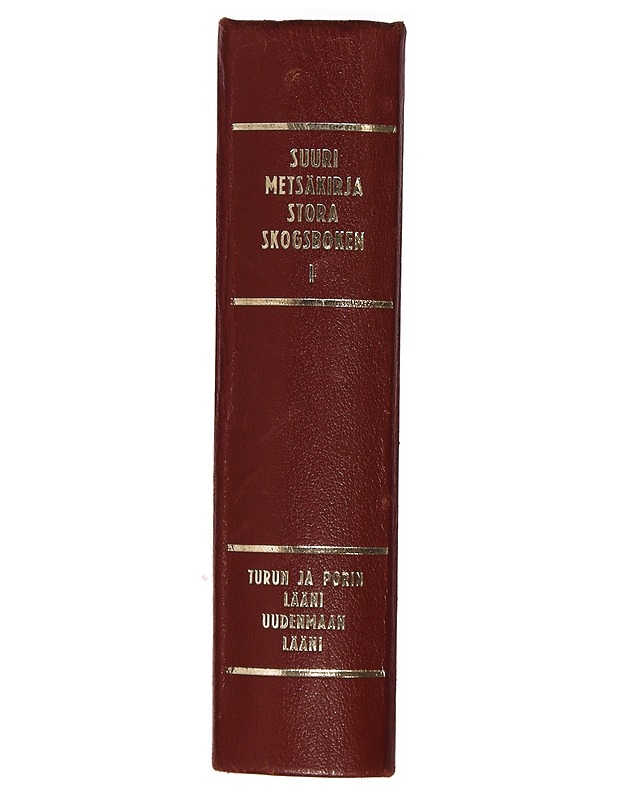 SUURI
METSÄKIRJA
STORA
SKOGSBOKEN
I
TURUN JA PORIN
LÄÄNI
UUDENMAAN
LÄÄNI